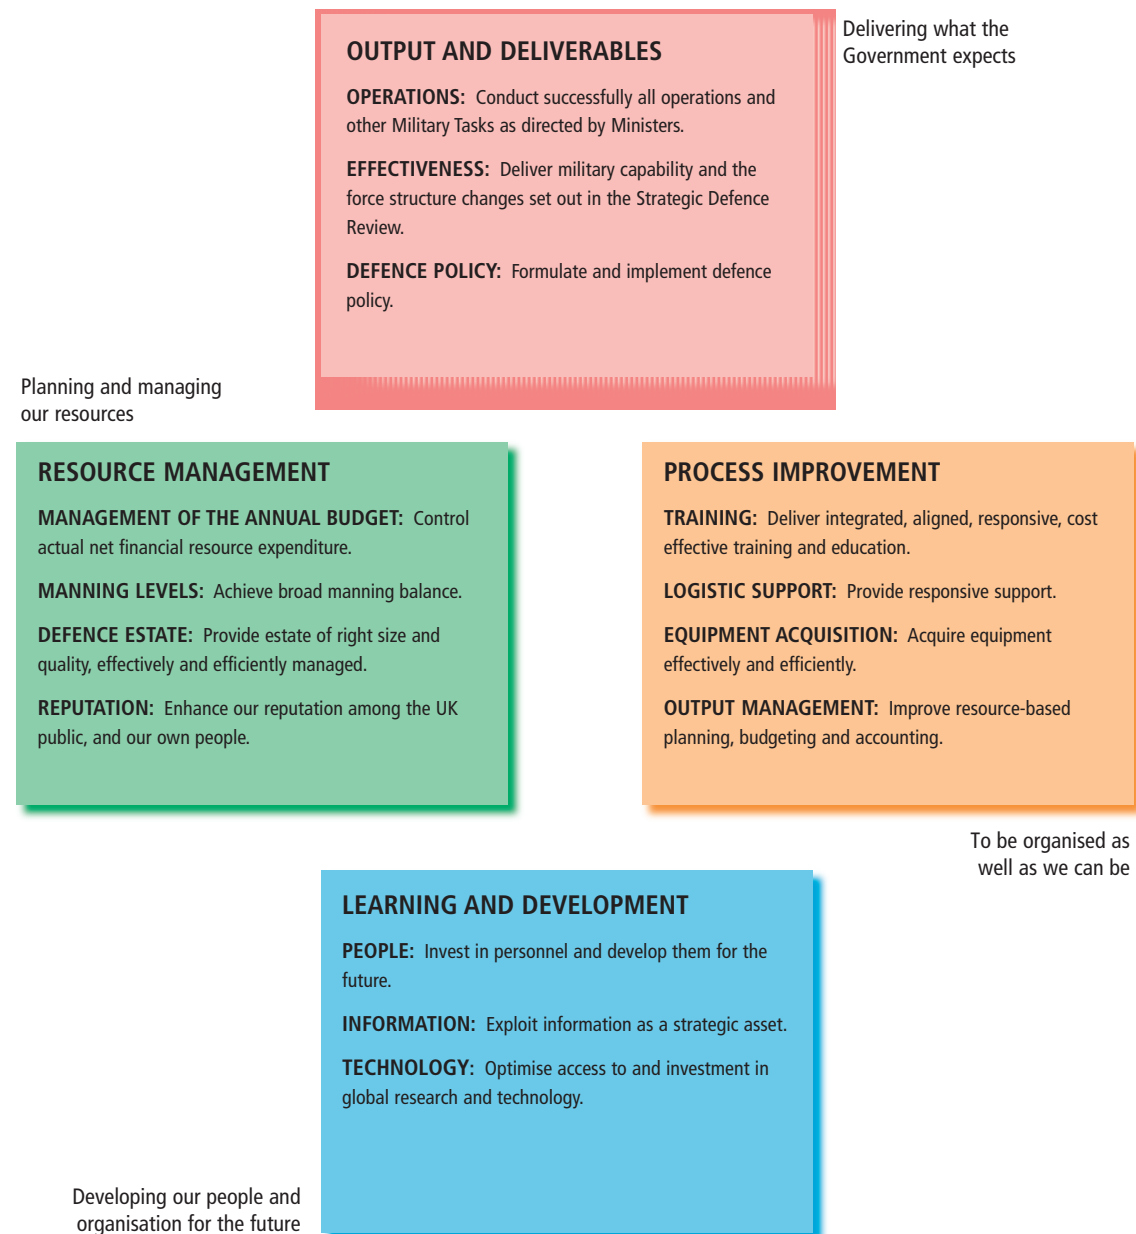 Delivering what the
Government expects
OUTPUT AND DELIVERABLES
OPERATIONS: Conduct successfully all operations and
other Military Tasks as directed by Ministers.
EFFECTIVENESS: Deliver military capability and the
force structure changes set out in the Strategic Defence
Review.
DEFENCE POLICY: Formulate and implement defence
policy.
Planning and managing
our resources
RESOURCE MANAGEMENT
MANAGEMENT OF THE ANNUAL BUDGET: Control
actual net financial resource expenditure.
MANNING LEVELS: Achieve broad manning balance.
DEFENCE ESTATE: Provide estate of right size and
quality, effectively and efficiently managed.
REPUTATION: Enhance our reputation among the UK
public, and our own people.
PROCESS IMPROVEMENT
TRAINING: Deliver integrated, aligned, responsive, cost
effective training and education.
LOGISTIC SUPPORT: Provide responsive support.
EQUIPMENT ACQUISITION: Acquire equipment
effectively and efficiently.
OUTPUT MANAGEMENT: Improve resource-based
planning, budgeting and accounting.
To be organised as
well as we can be
LEARNING AND DEVELOPMENT
PEOPLE: Invest in personnel and develop them for the
future.
INFORMATION: Exploit information as a strategic asset.
TECHNOLOGY: Optimise access to and investment in
global research and technology.
Developing our people and
organisation for the future